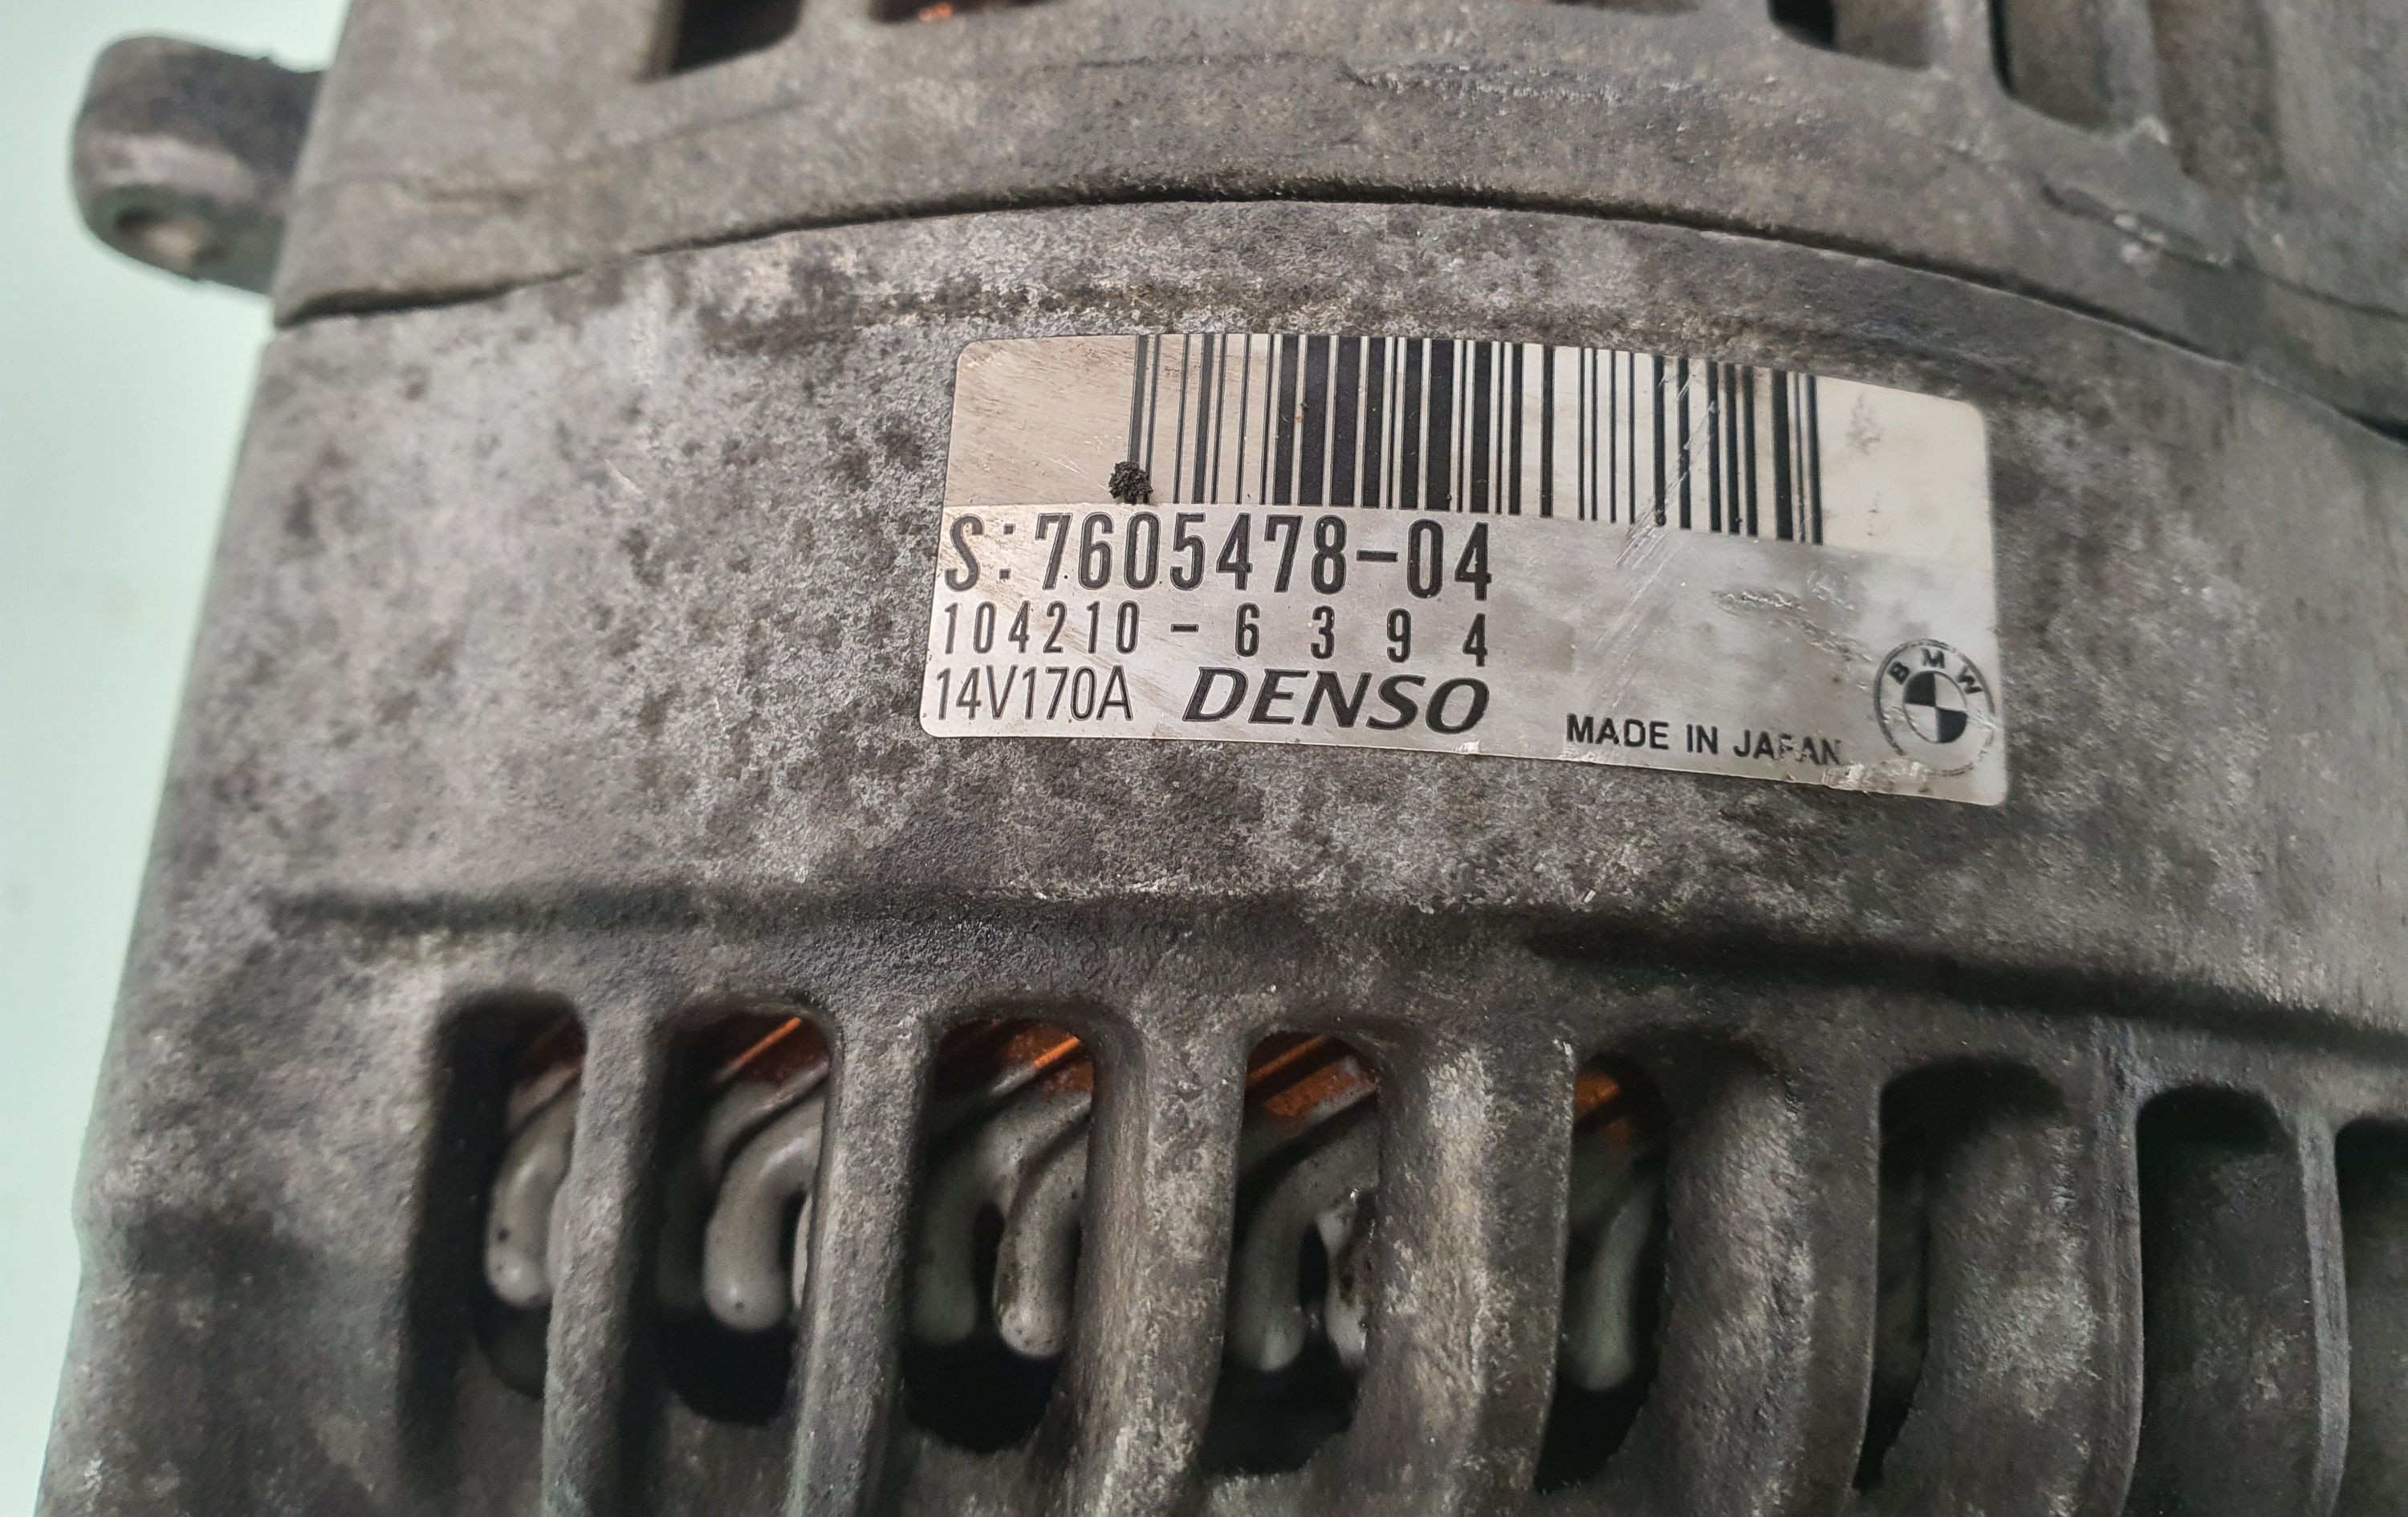 S:7605478-04
104210-6394
14V170A DENSO
MADE IN JAPAN
BMW